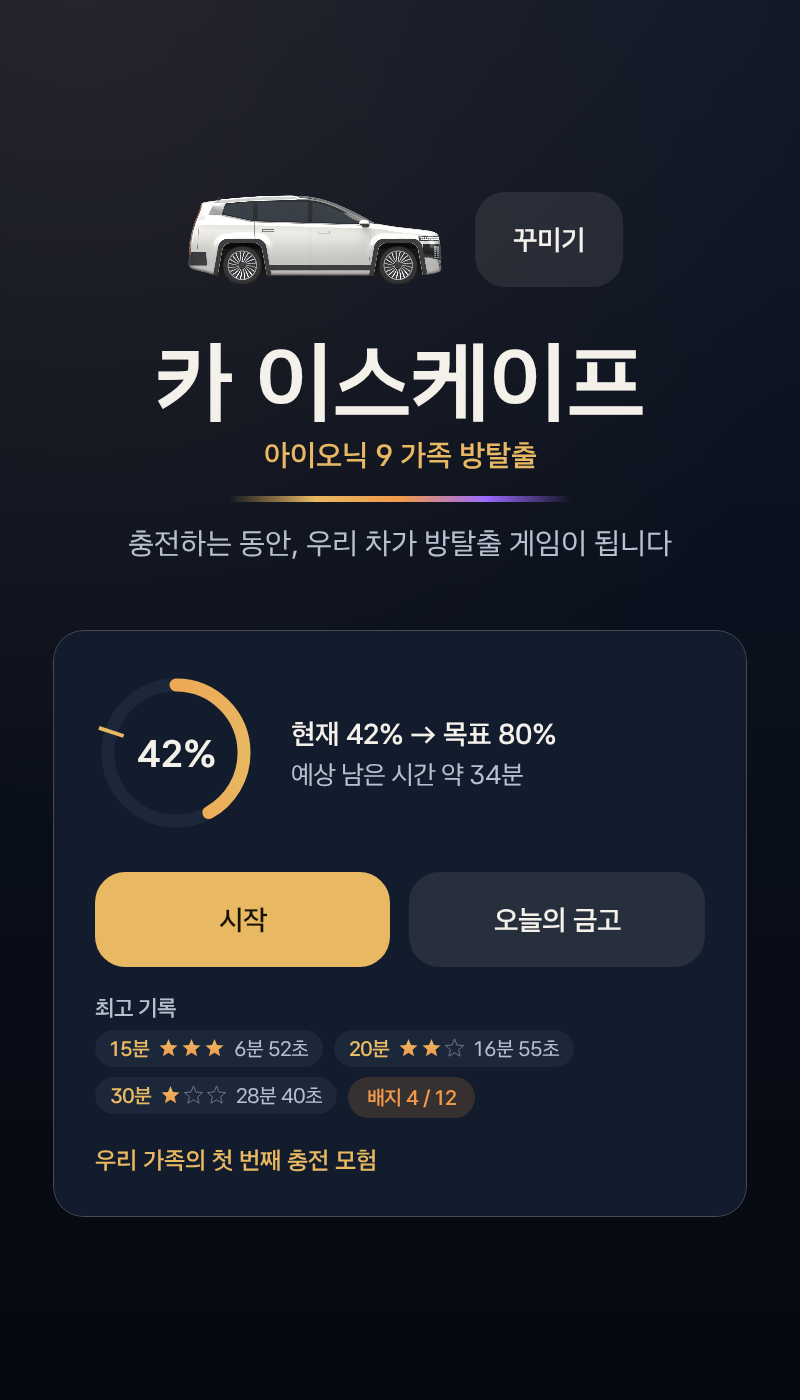 꾸미기
카 이스케이프
아이오닉 9 가족 방탈출
충전하는 동안, 우리 차가 방탈출 게임이 됩니다
42%
현재 42% → 목표 80%
예상 남은 시간 약 34분
시작
오늘의 금고
최고 기록
15분 ★★★ 6분 52초
20분 ★★☆ 16분 55초
30분 ★☆☆ 28분 40초
배지 4 / 12
우리 가족의 첫 번째 충전 모험